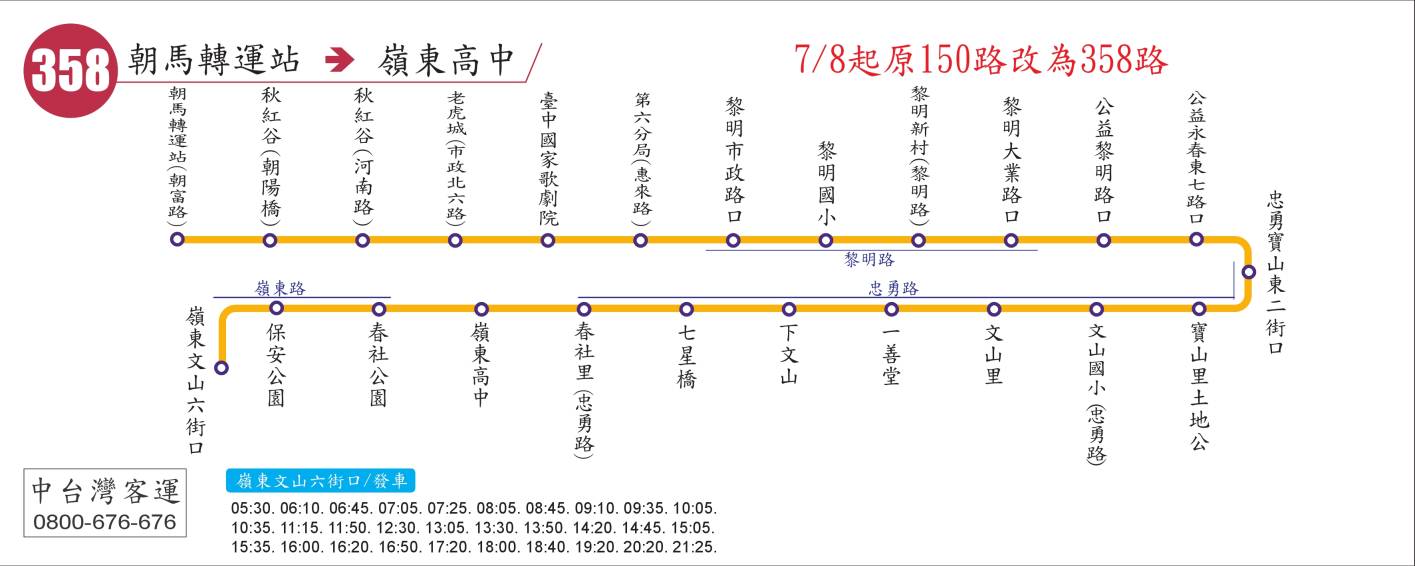 358
朝馬轉運站 ➔ 嶺東高中
7/8起原150路改為358路
朝馬轉運站(朝富路)
秋紅谷(朝陽橋)
秋紅谷(河南路)
老虎城(市政北六路)
臺中國家歌劇院
第六分局(惠來路)
黎明市政路口
黎明國小
黎明新村(黎明路)
黎明大業路口
公益黎明路口
公益永春東七路口
忠勇寶山東二街口
黎明路
嶺東路
忠勇路
嶺東文山六街口
保安公園
春社公園
嶺東高中
春社里(忠勇路)
七星橋
下文山
一善堂
文山里
文山國小(忠勇路)
寶山里土地公
中台灣客運
0800-676-676
嶺東文山六街口/發車
05:30. 06:10. 06:45. 07:05. 07:25. 08:05. 08:45. 09:10. 09:35. 10:05.
10:35. 11:15. 11:50. 12:30. 13:05. 13:30. 13:50. 14:20. 14:45. 15:05.
15:35. 16:00. 16:20. 16:50. 17:20. 18:00. 18:40. 19:20. 20:20. 21:25.